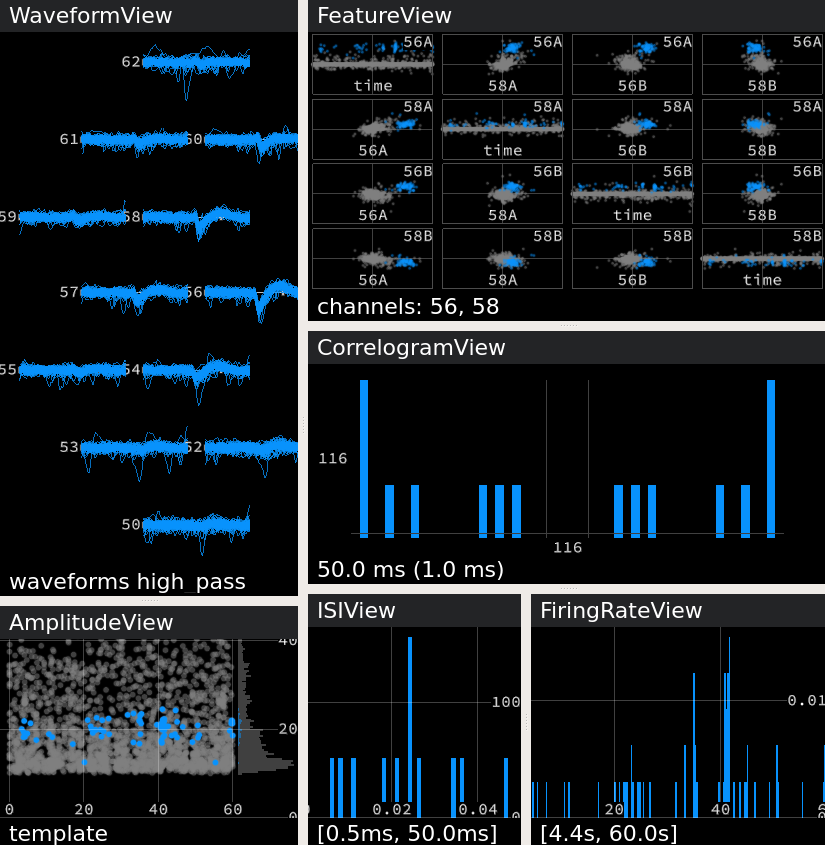 WaveformView
62
61
60
59
58
57
56
55
54
53
52
50
waveforms high_pass
FeatureView
56A
56A
56A
56A
time
58A
56B
58B
58A
58A
58A
58A
56A
time
56B
58B
56B
56B
56B
56B
56A
58A
time
58B
58B
58B
58B
58B
56A
58A
56B
time
channels: 56, 58
CorrelogramView
116
116
50.0 ms (1.0 ms)
AmplitudeView
40
20
0 20 40 60 0
template
ISIView
100
0 0.02 0.04 0
[0.5ms, 50.0ms]
FiringRateView
0.01
20 40
[4.4s, 60.0s]